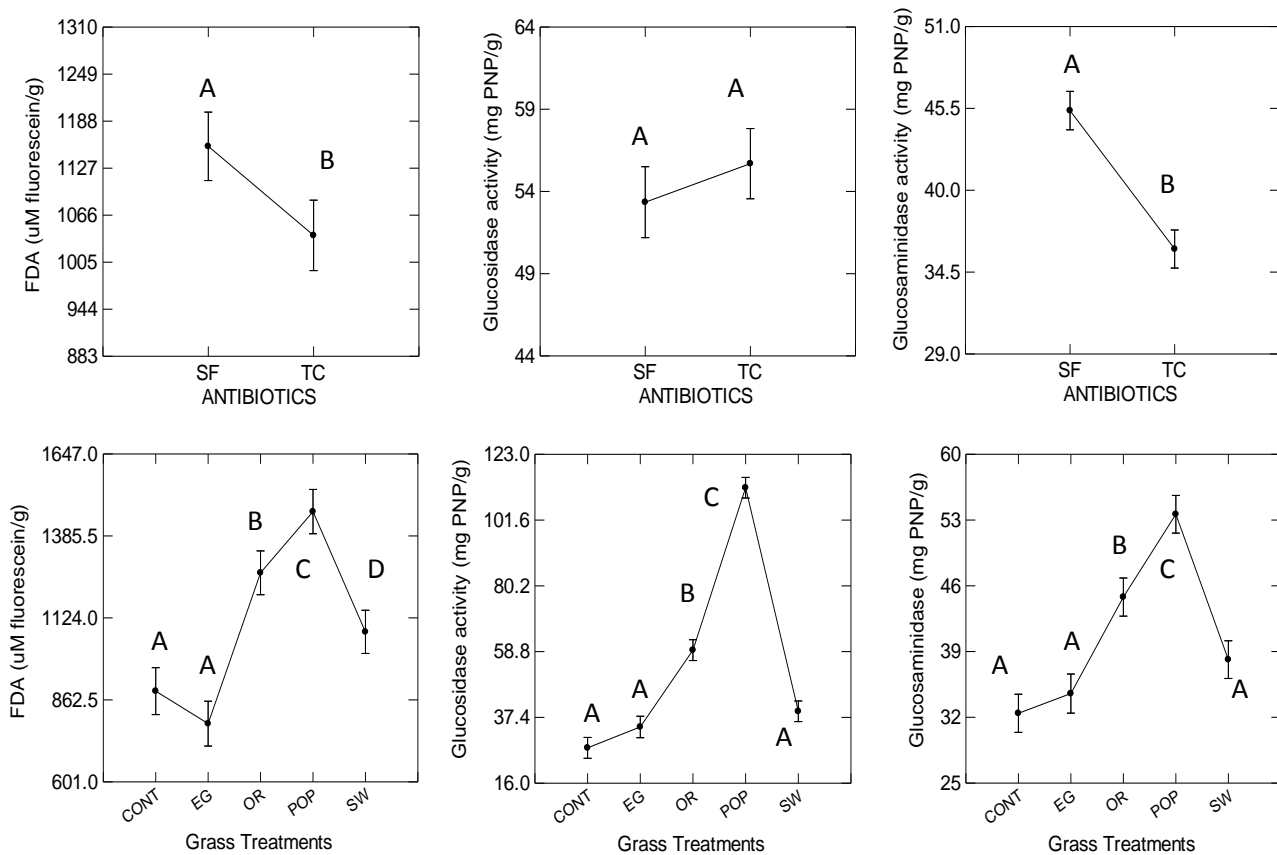 FDA (uM fluorescein/g)
1310
1249
1188
1127
1066
1005
944
883
A
B
SF TC
ANTIBIOTICS
Glucosidase activity (mg PNP/g)
64
59
54
49
44
A
A
SF TC
ANTIBIOTICS
Glucosaminidase activity (mg PNP/g)
51.0
45.5
40.0
34.5
29.0
A
B
SF TC
ANTIBIOTICS
FDA (uM fluorescein/g)
1647.0
1385.5
1124.0
862.5
601.0
A
A
B
C
D
CONT EG OR POP SW
Grass Treatments
Glucosidase activity (mg PNP/g)
123.0
101.6
80.2
58.8
37.4
16.0
A
A
B
C
A
CONT EG OR POP SW
Grass Treatments
Glucosaminidase (mg PNP/g)
60
53
46
39
32
25
A
A
B
C
A
CONT EG OR POP SW
Grass Treatments